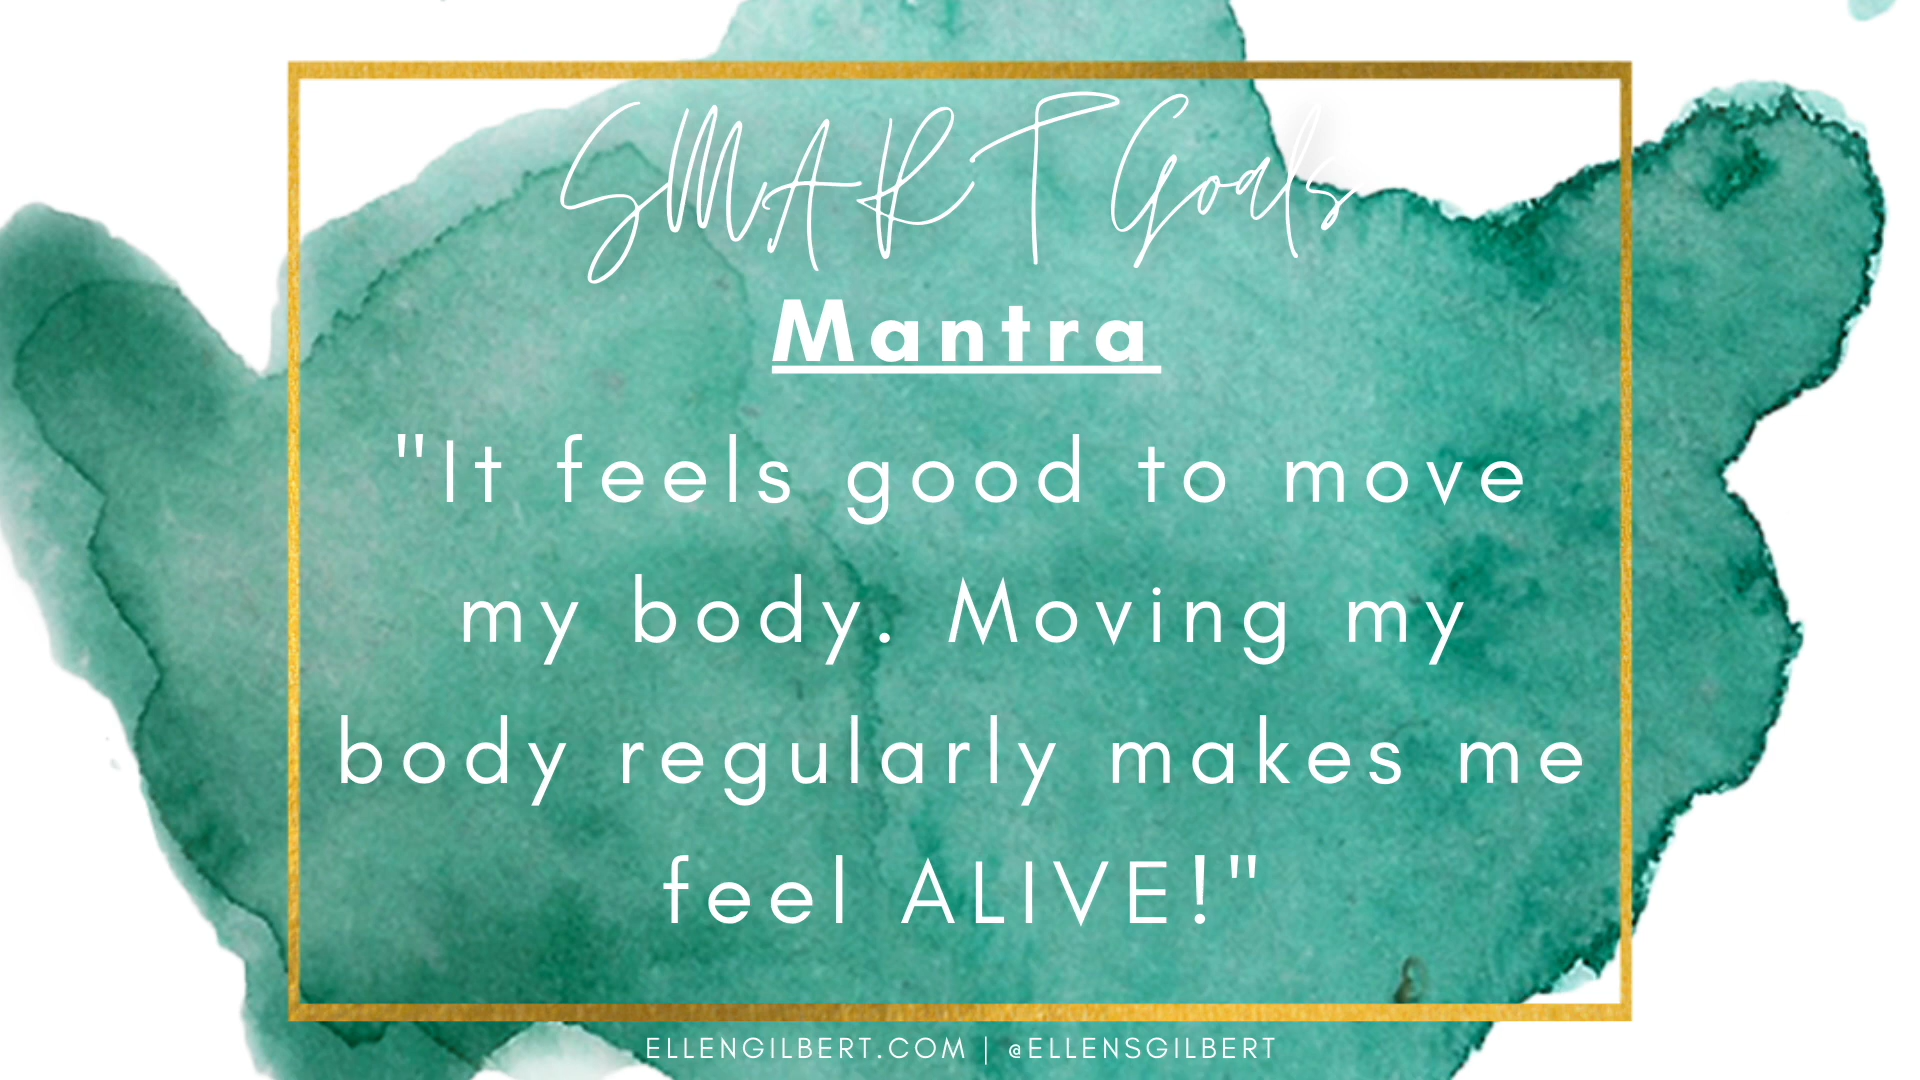 SMART Goals
Mantra
"It feels good to move
my body. Moving my
body regularly makes me
feel ALIVE!"
ELLENGILBERT.COM | @ELLENSGILBERT